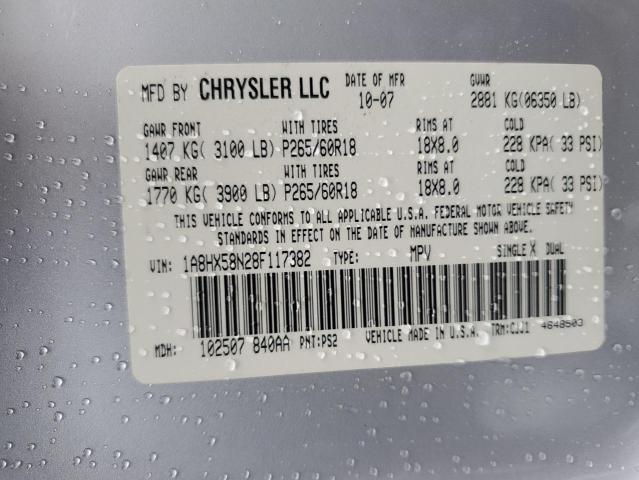 MFD BY CHRYSLER LLC DATE OF MFR 10-07 GVWR 2881 KG(06350 LB)
GAWR FRONT WITH TIRES RIMS AT COLD
1407 KG( 3100 LB) P265/60R18 18X8.0 228 KPA( 33 PSI)
GAWR REAR WITH TIRES RIMS AT COLD
1770 KG( 3900 LB) P265/60R18 18X8.0 228 KPA( 33 PSI)
THIS VEHICLE CONFORMS TO ALL APPLICABLE U.S.A. FEDERAL MOTOR VEHICLE SAFETY
STANDARDS IN EFFECT ON THE DATE OF MANUFACTURE SHOWN ABOVE.
VIN: 1A8HX58N28F117382 TYPE: MPV SINGLE X DUAL
MDH: 102507 840AA PNT:PS2 VEHICLE MADE IN U.S.A. TRM:CJJ1 4648503